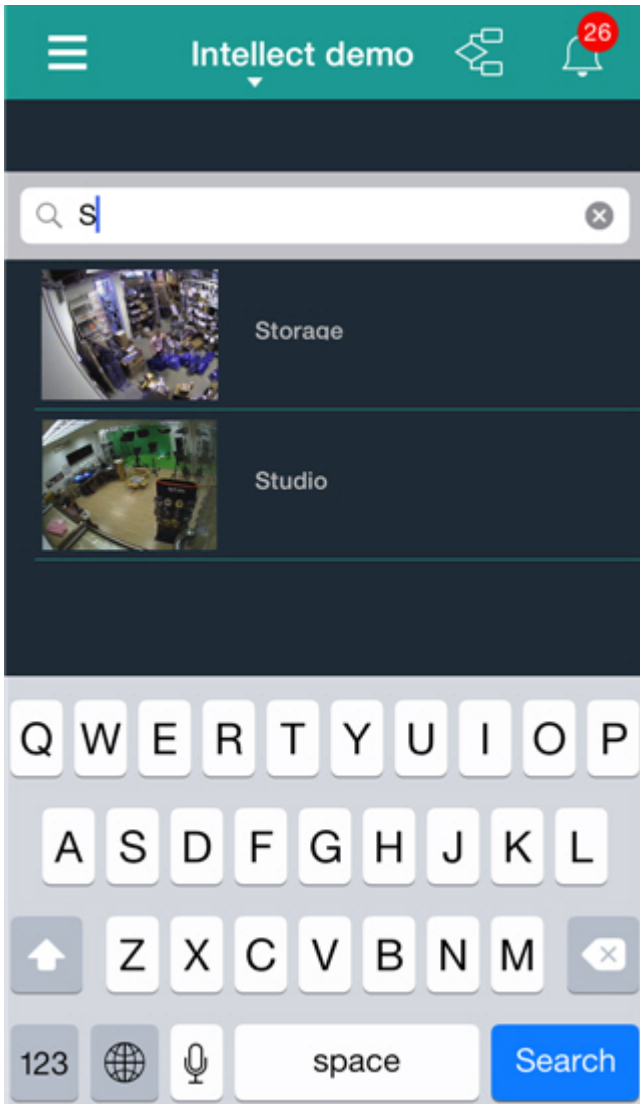 Intellect demo
26
S
Storage
Studio
Q W E R T Y U I O P
A S D F G H J K L
Z X C V B N M
123 space Search